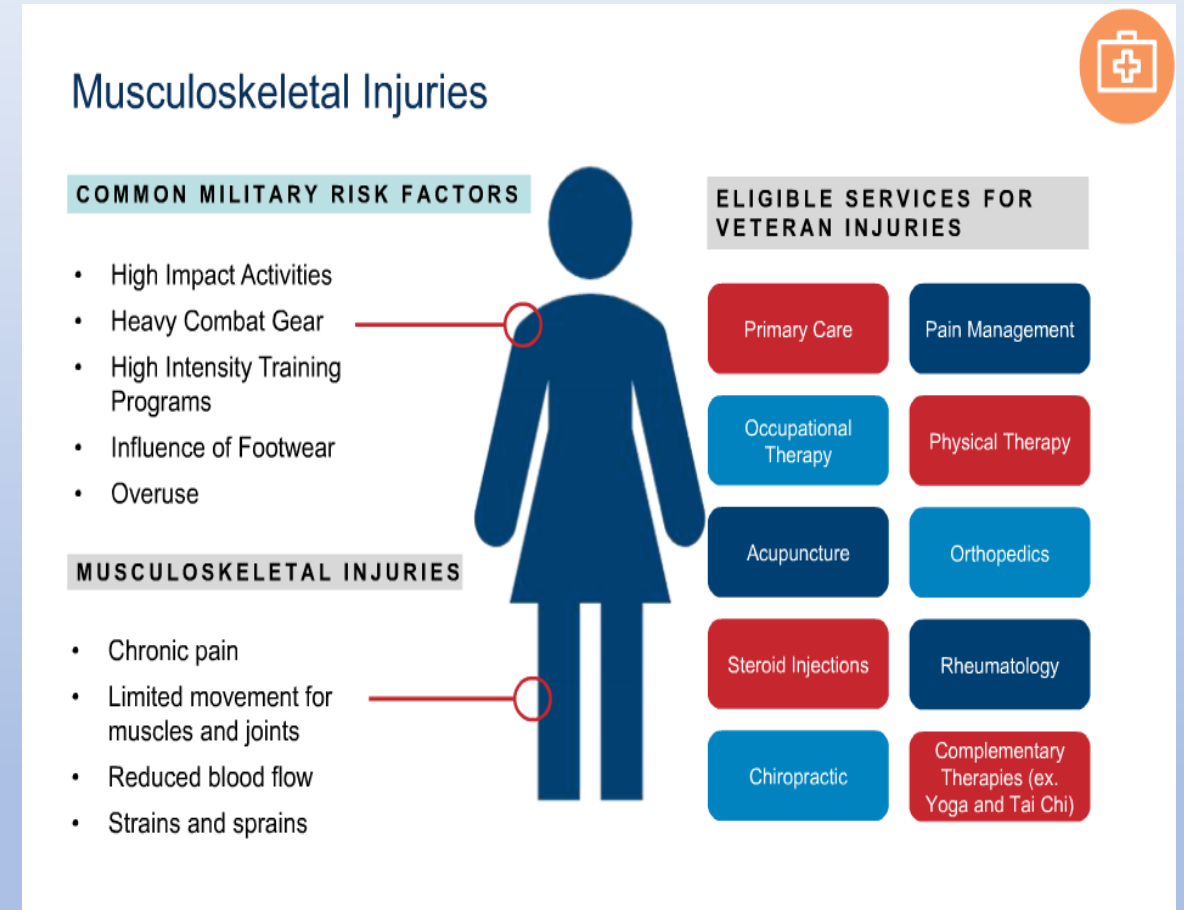 Musculoskeletal Injuries
COMMON MILITARY RISK FACTORS
• High Impact Activities
• Heavy Combat Gear
• High Intensity Training
Programs
• Influence of Footwear
• Overuse
MUSCULOSKELETAL INJURIES
• Chronic pain
• Limited movement for
muscles and joints
• Reduced blood flow
• Strains and sprains
ELIGIBLE SERVICES FOR
VETERAN INJURIES
Primary Care
Pain Management
Occupational
Therapy
Physical Therapy
Acupuncture
Orthopedics
Steroid Injections
Rheumatology
Chiropractic
Complementary
Therapies (ex.
Yoga and Tai Chi)